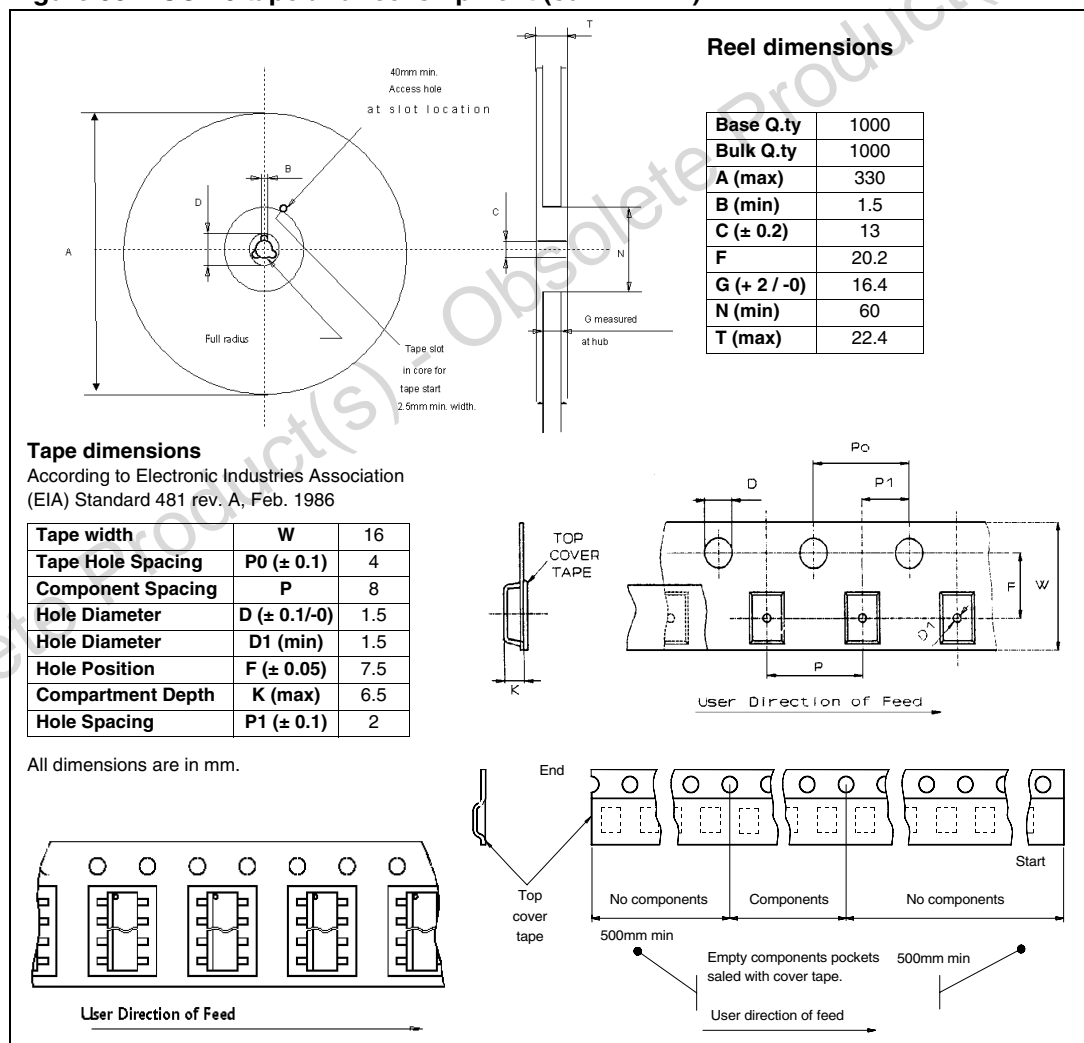 Reel dimensions
Base Q.ty 1000
Bulk Q.ty 1000
A (max) 330
B (min) 1.5
C (± 0.2) 13
F 20.2
G (+ 2 / -0) 16.4
N (min) 60
T (max) 22.4
T
40mm min.
Access hole
at slot location
B
D
C
A
N
G measured
at hub
Full radius
Tape slot
in core for
tape start
2.5mm min. width.
Tape dimensions
According to Electronic Industries Association
(EIA) Standard 481 rev. A, Feb. 1986
Tape width W 16
Tape Hole Spacing P0 (± 0.1) 4
Component Spacing P 8
Hole Diameter D (± 0.1/-0) 1.5
Hole Diameter D1 (min) 1.5
Hole Position F (± 0.05) 7.5
Compartment Depth K (max) 6.5
Hole Spacing P1 (± 0.1) 2
All dimensions are in mm.
Po
D
P1
TOP
COVER
TAPE
F
W
D1
K
P
User Direction of Feed
End
Start
Top
cover
tape
No components
Components
No components
500mm min
Empty components pockets
saled with cover tape.
500mm min
User direction of feed
User Direction of Feed
Product(s) - Obsolete Product(